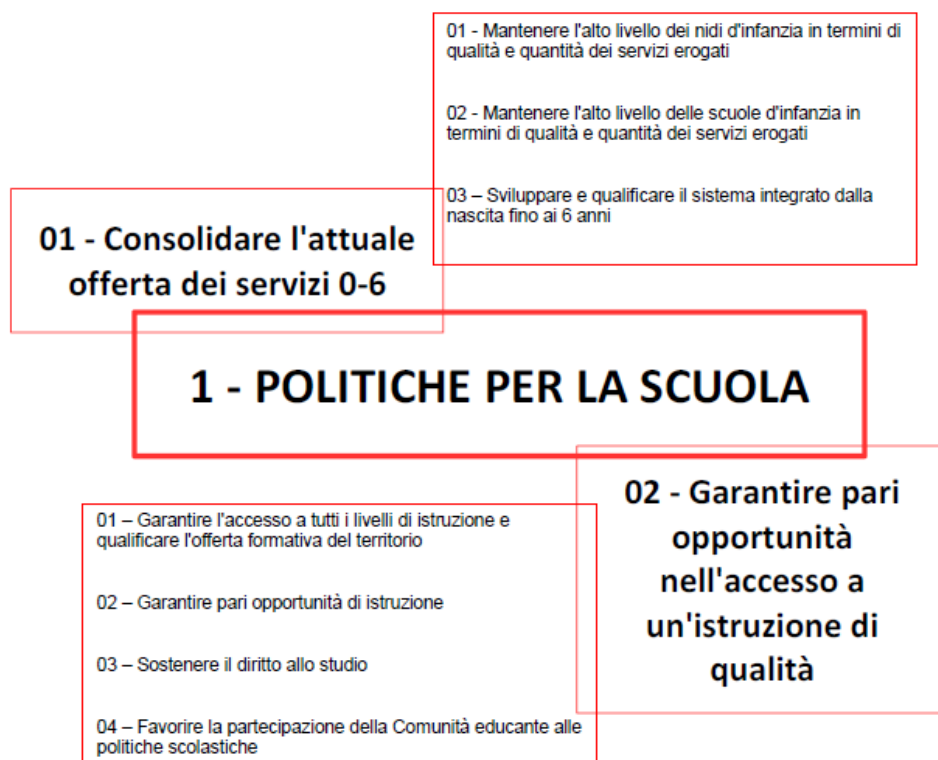 01 - Mantenere l'alto livello dei nidi d'infanzia in termini di
qualità e quantità dei servizi erogati
02 - Mantenere l'alto livello delle scuole d'infanzia in
termini di qualità e quantità dei servizi erogati
03 – Sviluppare e qualificare il sistema integrato dalla
nascita fino ai 6 anni
01 - Consolidare l'attuale
offerta dei servizi 0-6
1 - POLITICHE PER LA SCUOLA
02 - Garantire pari
opportunità
nell'accesso a
un'istruzione di
qualità
01 – Garantire l'accesso a tutti i livelli di istruzione e
qualificare l'offerta formativa del territorio
02 – Garantire pari opportunità di istruzione
03 – Sostenere il diritto allo studio
04 – Favorire la partecipazione della Comunità educante alle
politiche scolastiche